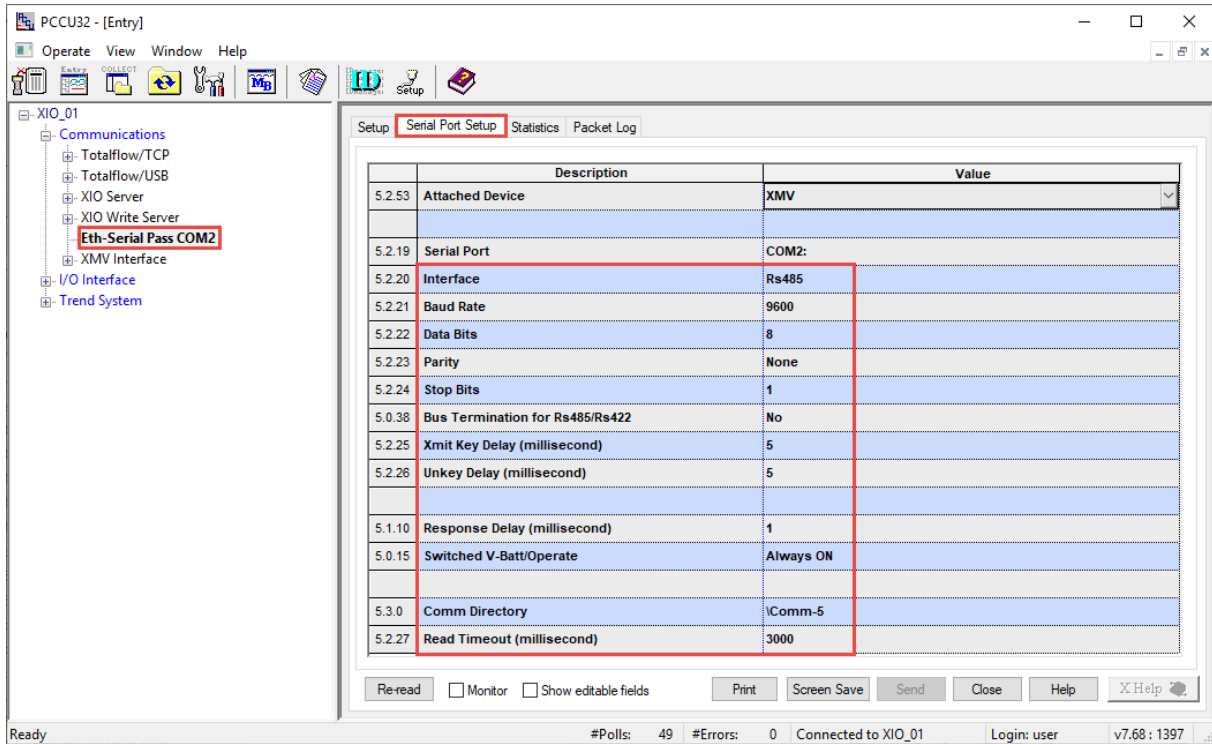 PCCU32 - [Entry]
Operate View Window Help
Entry COLLECT MB ID Manager Setup
XIO_01
Communications
Totalflow/TCP
Totalflow/USB
XIO Server
XIO Write Server
Eth-Serial Pass COM2
XMV Interface
I/O Interface
Trend System
Setup Serial Port Setup Statistics Packet Log
Description Value
5.2.53 Attached Device XMV
5.2.19 Serial Port COM2:
5.2.20 Interface Rs485
5.2.21 Baud Rate 9600
5.2.22 Data Bits 8
5.2.23 Parity None
5.2.24 Stop Bits 1
5.0.38 Bus Termination for Rs485/Rs422 No
5.2.25 Xmit Key Delay (millisecond) 5
5.2.26 Unkey Delay (millisecond) 5
5.1.10 Response Delay (millisecond) 1
5.0.15 Switched V-Batt/Operate Always ON
5.3.0 Comm Directory \Comm-5
5.2.27 Read Timeout (millisecond) 3000
Re-read Monitor Show editable fields Print Screen Save Send Close Help X Help
Ready #Polls: 49 #Errors: 0 Connected to XIO_01 Login: user v7.68 : 1397